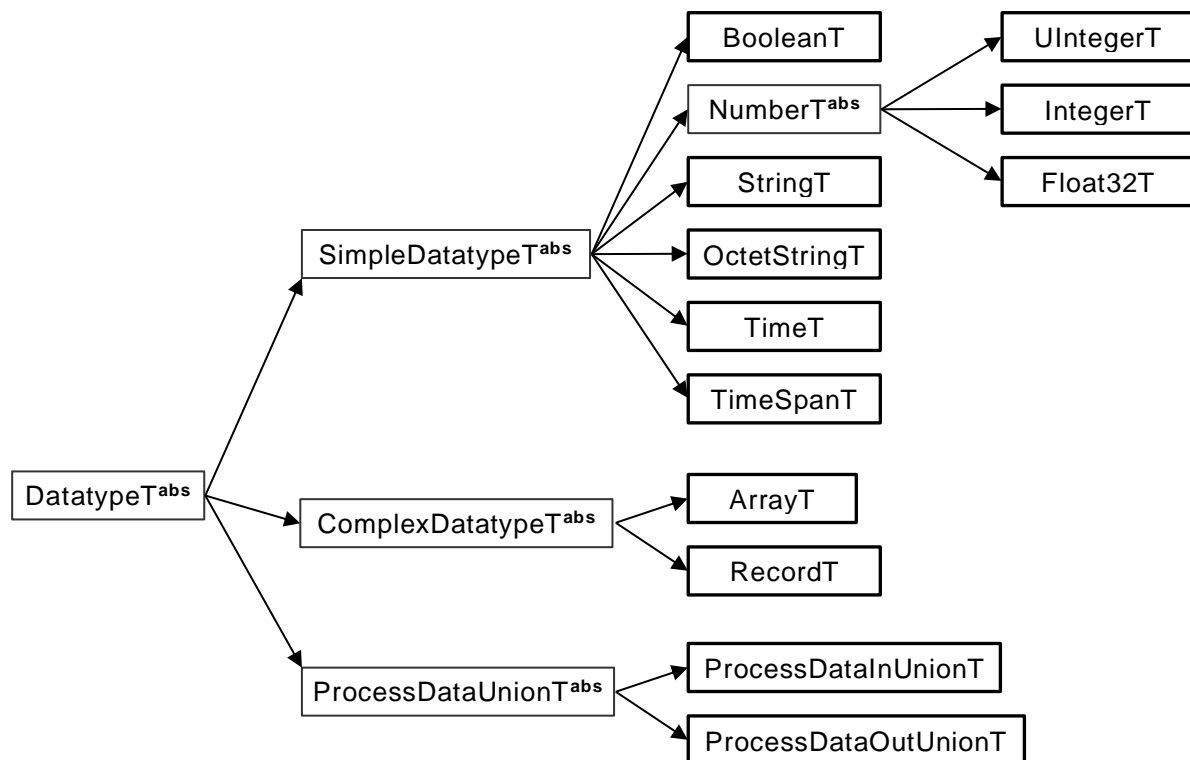 BooleanT
UIntegerT
NumberTabs
IntegerT
StringT
Float32T
SimpleDatatypeTabs
OctetStringT
TimeT
TimeSpanT
DatatypeTabs
ArrayT
ComplexDatatypeTabs
RecordT
ProcessDataInUnionT
ProcessDataUnionTabs
ProcessDataOutUnionT